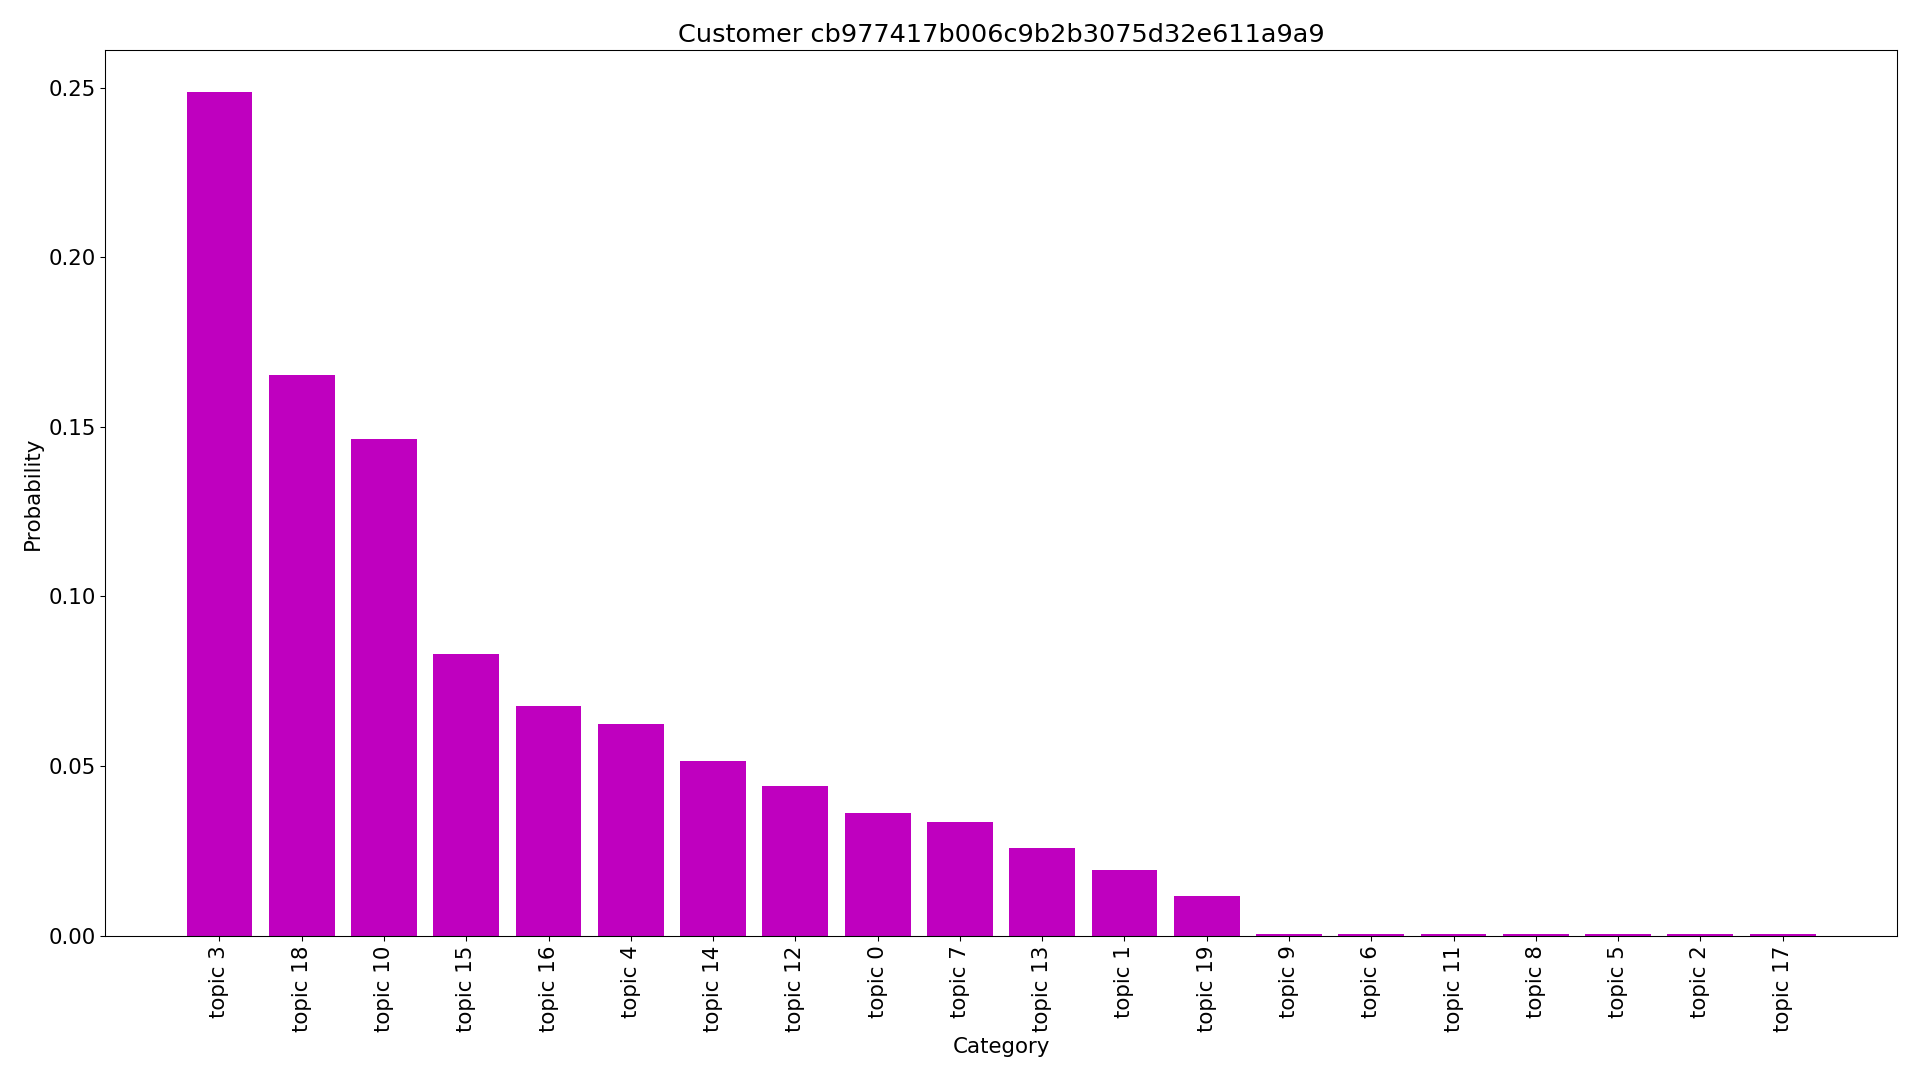 Customer cb977417b006c9b2b3075d32e611a9a9
0.25
0.20
0.15
0.10
0.05
0.00
Probability
topic 3
topic 18
topic 10
topic 15
topic 16
topic 4
topic 14
topic 12
topic 0
topic 7
topic 13
topic 1
topic 19
topic 9
topic 6
topic 11
topic 8
topic 5
topic 2
topic 17
Category